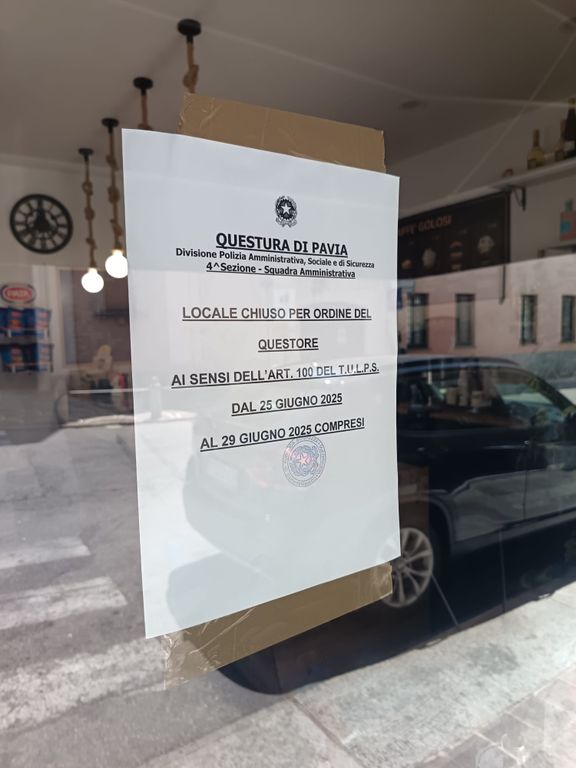 QUESTURA DI PAVIA
Divisione Polizia Amministrativa, Sociale e di Sicurezza
4^Sezione - Squadra Amministrativa
LOCALE CHIUSO PER ORDINE DEL
QUESTORE
AI SENSI DELL'ART. 100 DEL T.U.L.P.S.
DAL 25 GIUGNO 2025
AL 29 GIUGNO 2025 COMPRESI
GOLOSI